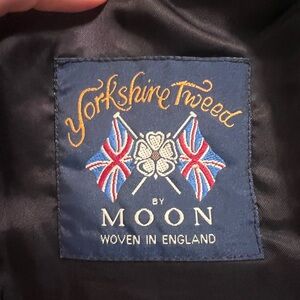 Yorkshire Tweed
BY
MOON
WOVEN IN ENGLAND